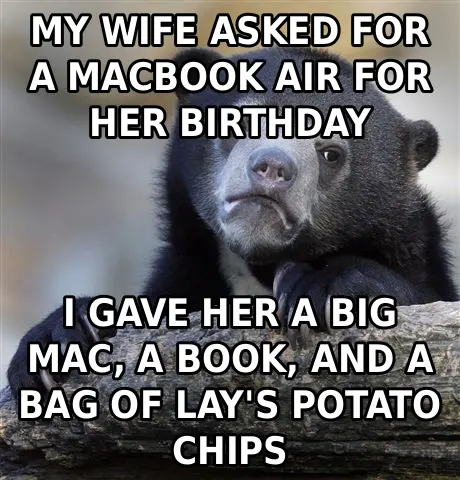 MY WIFE ASKED FOR
A MACBOOK AIR FOR
HER BIRTHDAY
I GAVE HER A BIG
MAC, A BOOK, AND A
BAG OF LAY'S POTATO
CHIPS